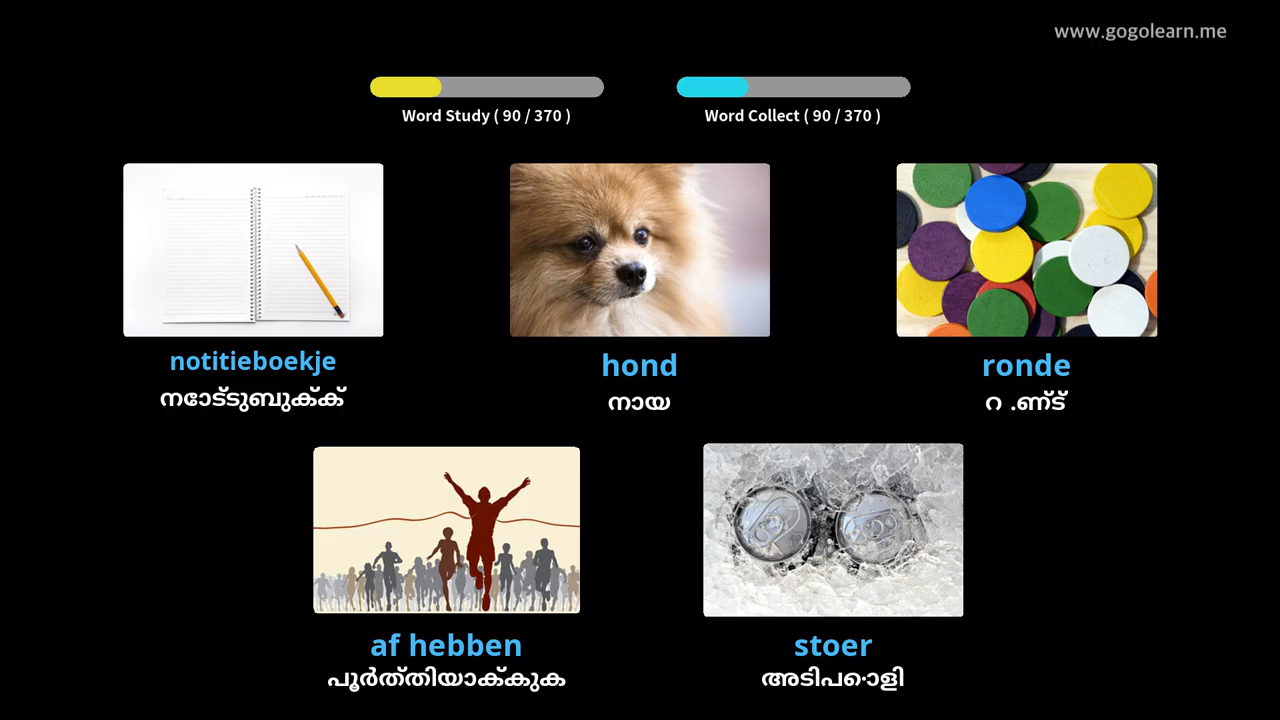 www.gogolearn.me
Word Study ( 90 / 370 )
Word Collect ( 90 / 370 )
notitieboekje
നോട്ടുബുക്ക്
hond
നായ
ronde
റ .ണ്ട്
af hebben
പൂർത്തിയാക്കുക
stoer
അടിപൊളി